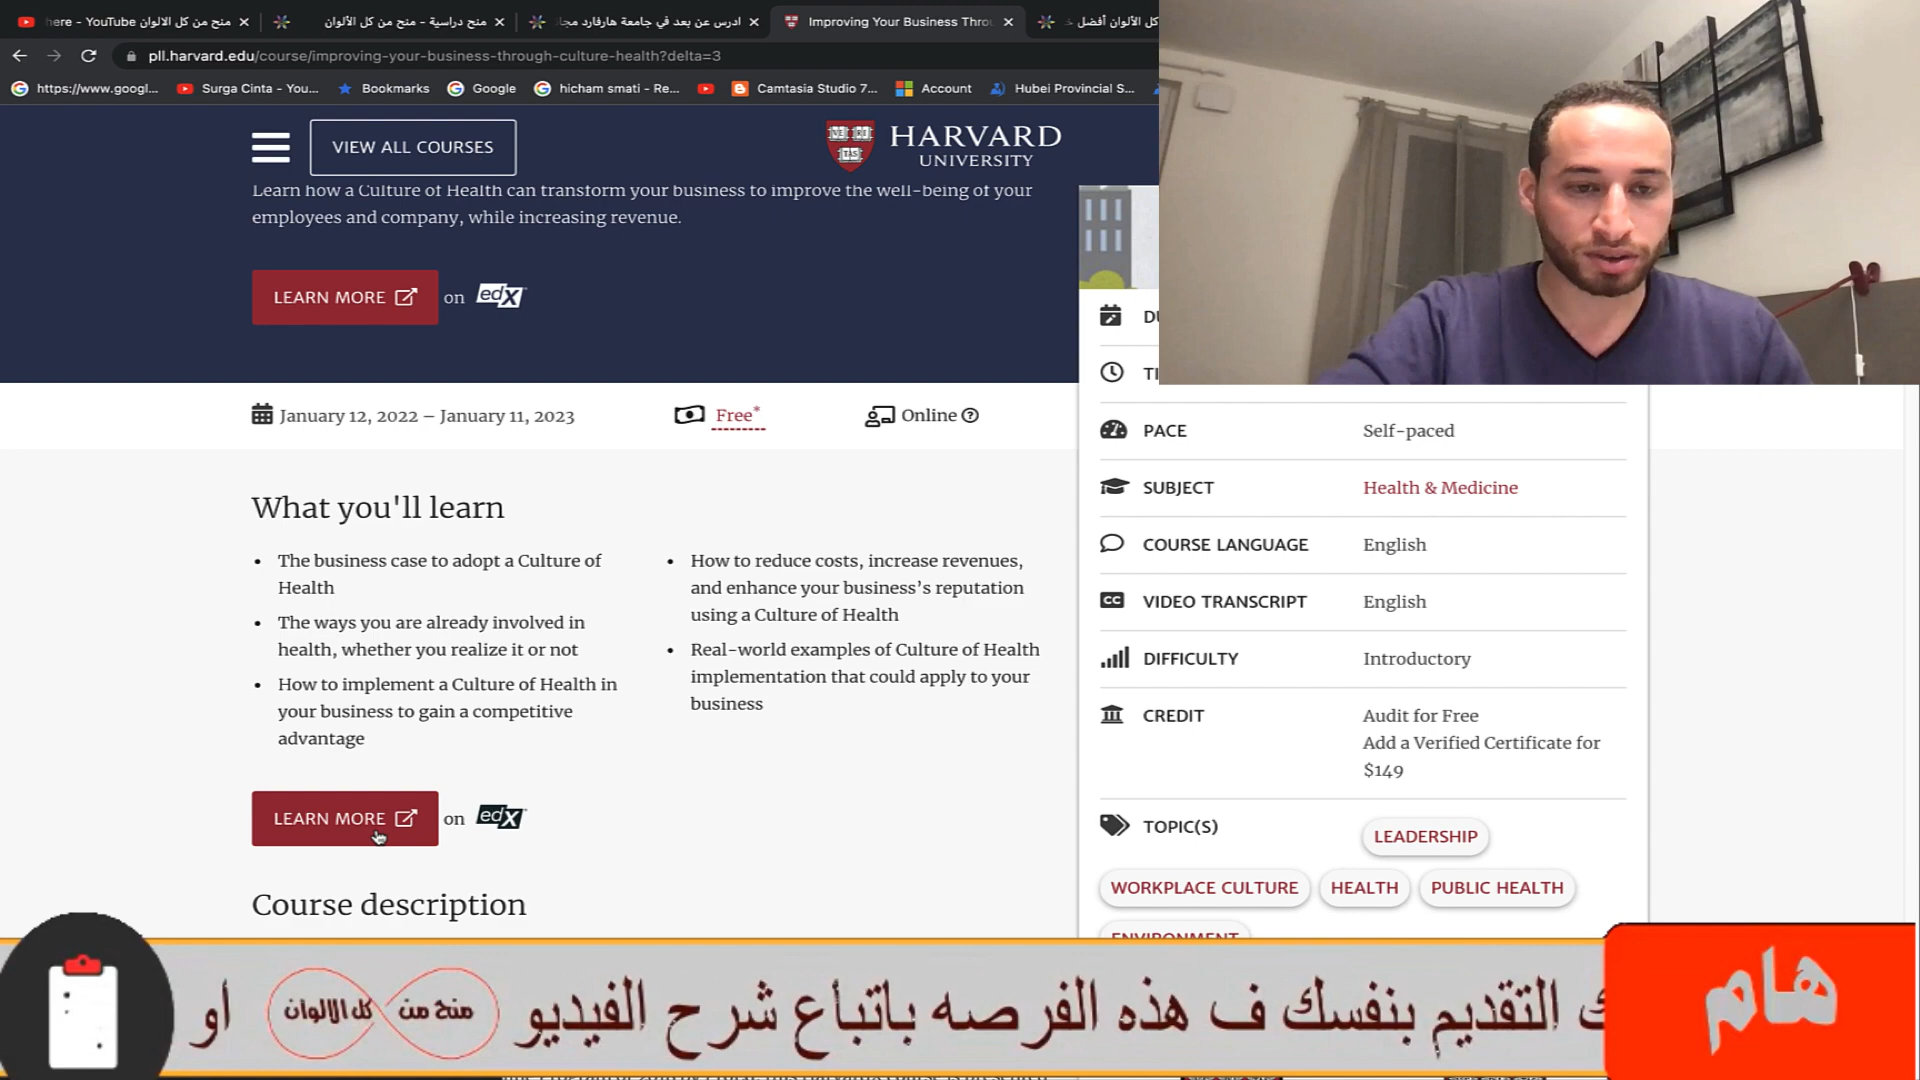 منح من كل الالوان - YouTube
منح دراسية - منح من كل الألوان
ادرس عن بعد في جامعة هارفارد
Improving Your Business Thro
كل الألوان أفضل
pll.harvard.edu/course/improving-your-business-through-culture-health?delta=3
https://www.googl...
Surga Cinta - You...
Bookmarks
Google
hicham smati - Re...
Camtasia Studio 7...
Account
Hubei Provincial S...
VIEW ALL COURSES
HARVARD
UNIVERSITY
Learn how a Culture of Health can transform your business to improve the well-being of your
employees and company, while increasing revenue.
LEARN MORE on edX
January 12, 2022 – January 11, 2023
Free*
Online
What you'll learn
• The business case to adopt a Culture of
Health
• The ways you are already involved in
health, whether you realize it or not
• How to implement a Culture of Health in
your business to gain a competitive
advantage
• How to reduce costs, increase revenues,
and enhance your business’s reputation
using a Culture of Health
• Real-world examples of Culture of Health
implementation that could apply to your
business
LEARN MORE on edX
Course description
PACE Self-paced
SUBJECT Health & Medicine
COURSE LANGUAGE English
VIDEO TRANSCRIPT English
DIFFICULTY Introductory
CREDIT Audit for Free
Add a Verified Certificate for
$149
TOPIC(S) LEADERSHIP
WORKPLACE CULTURE HEALTH PUBLIC HEALTH
ENVIRONMENT
هام
ك التقديم بنفسك ف هذه الفرصه باتبأع شرح الفيديو منح من كل الالوان أو